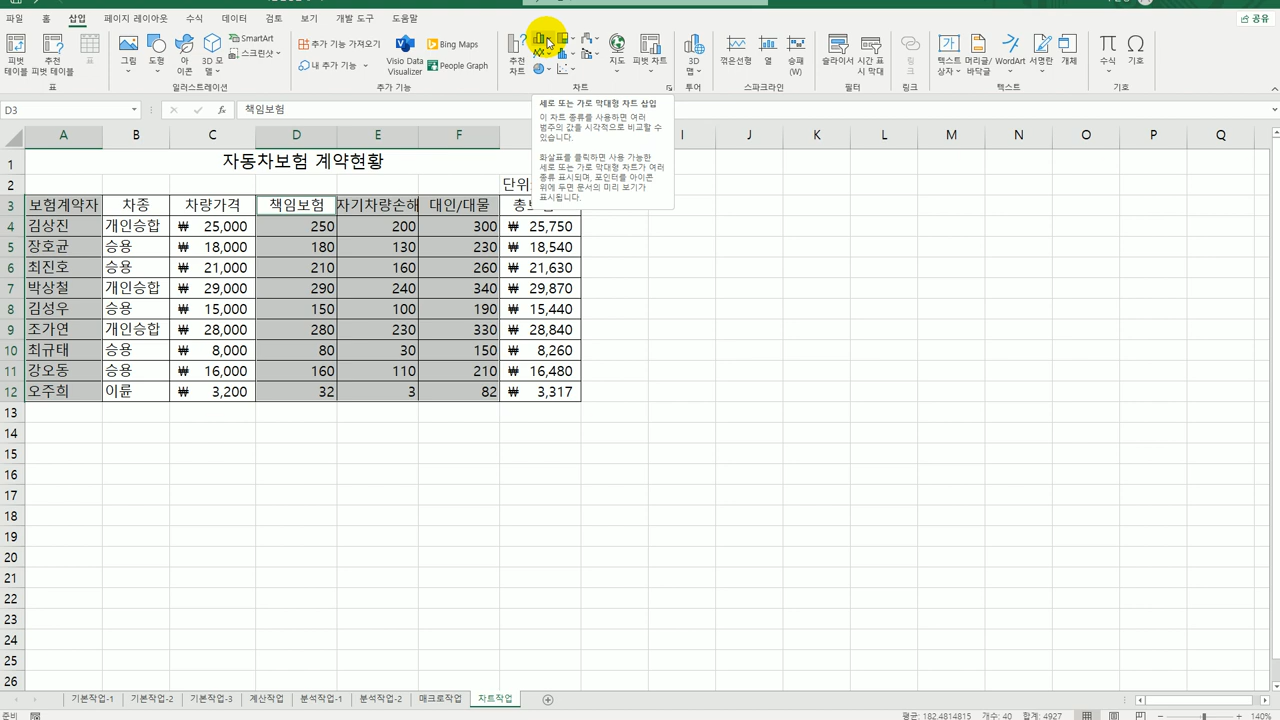 파일 홈 삽입 페이지 레이아웃 수식 데이터 검토 보기 개발 도구 도움말 공유
피벗 테이블 추천 피벗 테이블 표 그림 도형 아이콘 3D 모델 SmartArt 스크린샷
추가 기능 가져오기 내 추가 기능 Visio Data Visualizer Bing Maps People Graph
추천 차트 지도 피벗 차트 3D 맵 꺾은선형 열 승패 (W) 슬라이서 시간 표시 막대 링크
텍스트 상자 머리글/바닥글 WordArt 서명란 개체 수식 기호
표 일러스트레이션 추가 기능 차트 투어 스파크라인 필터 링크 텍스트 기호
세로 또는 가로 막대형 차트 삽입
이 차트 종류를 사용하면 여러
범주의 값을 시각적으로 비교할 수
있습니다.
화살표를 클릭하면 사용 가능한
세로 또는 가로 막대형 차트가 여러
종류 표시되며, 포인터를 아이콘
위에 두면 문서의 미리 보기가
표시됩니다.
D3 fx 책임보험
A B C D E F I J K L M N O P Q
1 자동차보험 계약현황
2 단위
3 보험계약자 차종 차량가격 책임보험 자기차량손해 대인/대물
4 김상진 개인승합 ₩ 25,000 250 200 300 ₩ 25,750
5 장호균 승용 ₩ 18,000 180 130 230 ₩ 18,540
6 최진호 승용 ₩ 21,000 210 160 260 ₩ 21,630
7 박상철 개인승합 ₩ 29,000 290 240 340 ₩ 29,870
8 김성우 승용 ₩ 15,000 150 100 190 ₩ 15,440
9 조가연 개인승합 ₩ 28,000 280 230 330 ₩ 28,840
10 최규태 승용 ₩ 8,000 80 30 150 ₩ 8,260
11 강오동 승용 ₩ 16,000 160 110 210 ₩ 16,480
12 오주희 이륜 ₩ 3,200 32 3 82 ₩ 3,317
13
14
15
16
17
18
19
20
21
22
23
24
25
26
기본작업-1 기본작업-2 기본작업-3 계산작업 분석작업-1 분석작업-2 매크로작업 차트작업
준비 평균: 182.4814815 개수: 40 합계: 4927 140%